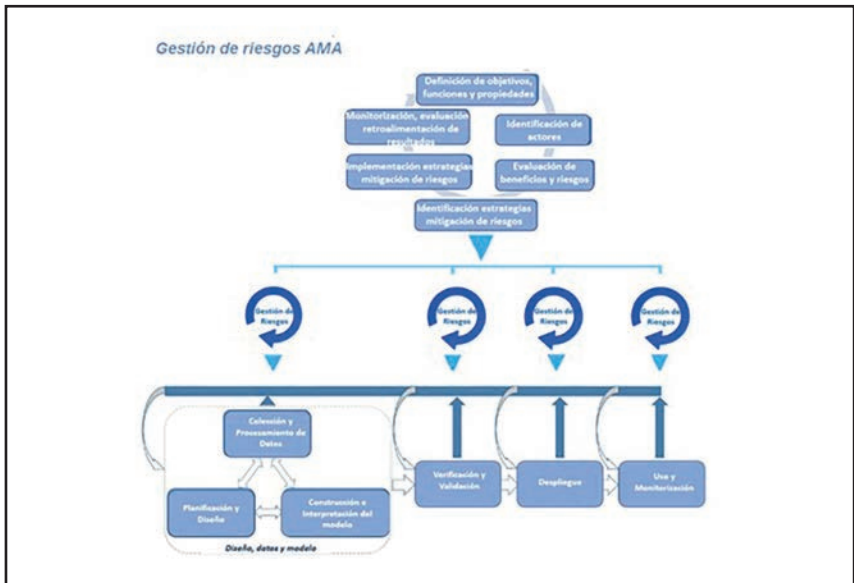 Gestión de riesgos AMA
Definición de objetivos,
funciones y propiedades
Monitorización, evaluación
retroalimentación de
resultados
Identificación de
actores
Implementación estrategias
mitigación de riesgos
Evaluación de
beneficios y riesgos
Identificación estrategias
mitigación de riesgos
Gestión de
Riesgos
Gestión de
Riesgos
Gestión de
Riesgos
Gestión de
Riesgos
Colección y
Procesamiento de
Datos
Planificación y
Diseño
Construcción e
Interpretación del
modelo
Verificación y
Validación
Despliegue
Uso y
Monitorización
Diseño, datos y modelo